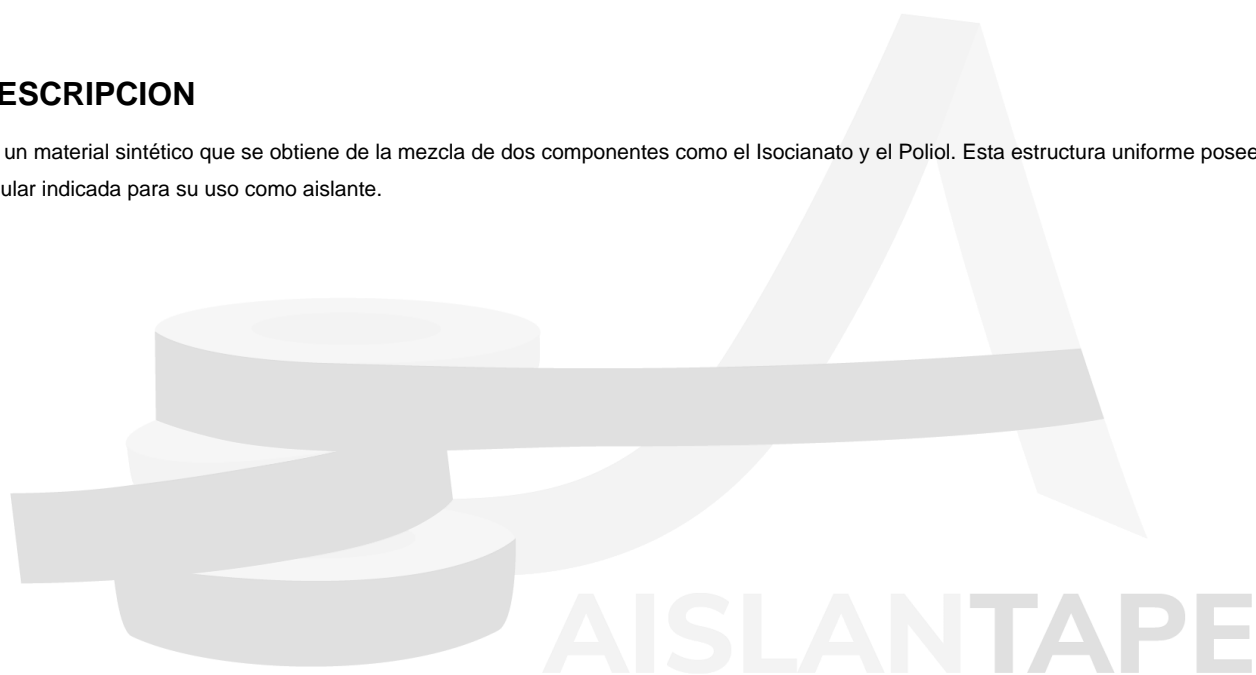 ESCRIPCION
un material sintético que se obtiene de la mezcla de dos componentes como el Isocianato y el Poliol. Esta estructura uniforme posee
ular indicada para su uso como aislante.
AISLANTAPE